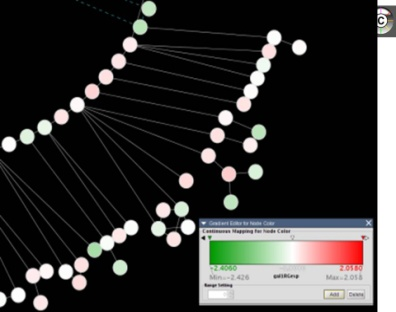 Gradient Editor for Node Color
Continuous Mapping for Node Color
-2.4060 2.0580
Min=-2.426 gal1RGexp Max=2.058
Range Setting
Add Delete